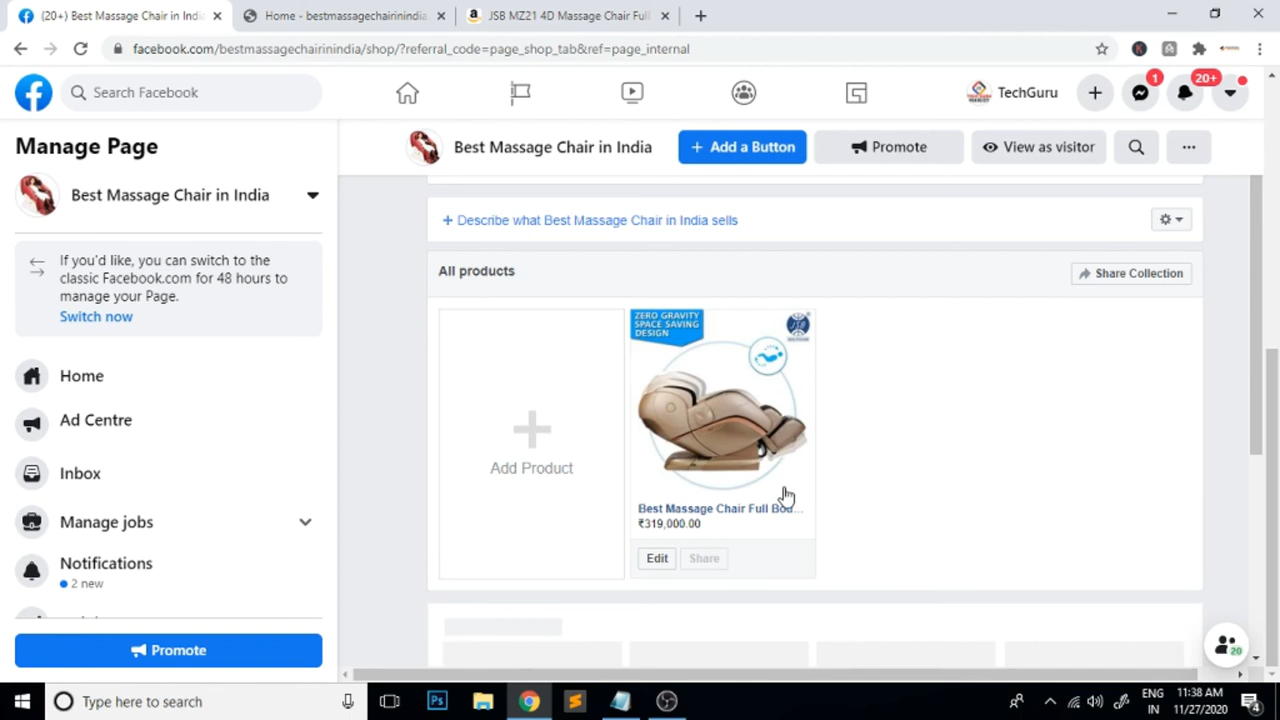 (20+) Best Massage Chair in India
Home - bestmassagechairinindia.
JSB MZ21 4D Massage Chair Full
facebook.com/bestmassagechairinindia/shop/?referral_code=page_shop_tab&ref=page_internal
Search Facebook
TechGuru
1
20+
Manage Page
Best Massage Chair in India
If you'd like, you can switch to the
classic Facebook.com for 48 hours to
manage your Page.
Switch now
Home
Ad Centre
Inbox
Manage jobs
Notifications
2 new
Promote
Best Massage Chair in India
+ Add a Button
Promote
View as visitor
+ Describe what Best Massage Chair in India sells
All products
Share Collection
Add Product
ZERO GRAVITY
SPACE SAVING
DESIGN
JSB
Best Massage Chair Full Bod...
₹319,000.00
Edit
Share
20
Type here to search
Ps
ENG
IN
11:38 AM
11/27/2020
4